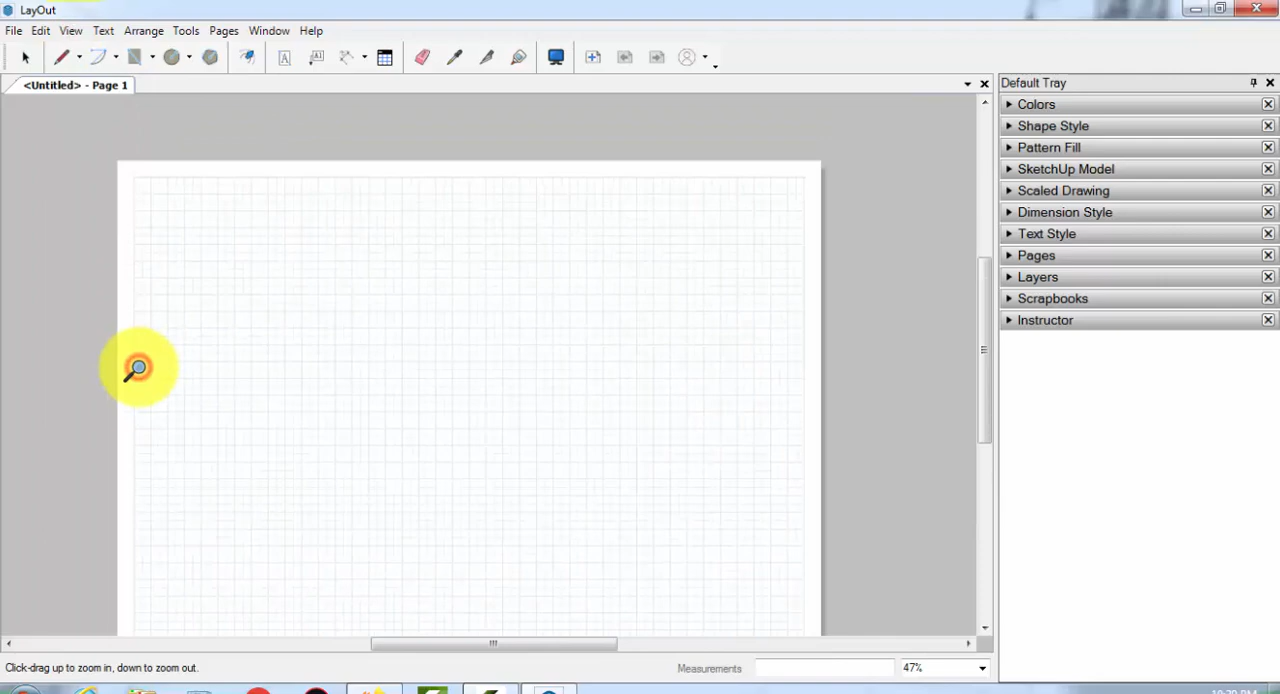 LayOut
File Edit View Text Arrange Tools Pages Window Help
<Untitled> - Page 1
Default Tray
Colors
Shape Style
Pattern Fill
SketchUp Model
Scaled Drawing
Dimension Style
Text Style
Pages
Layers
Scrapbooks
Instructor
Click-drag up to zoom in, down to zoom out.
Measurements
47%